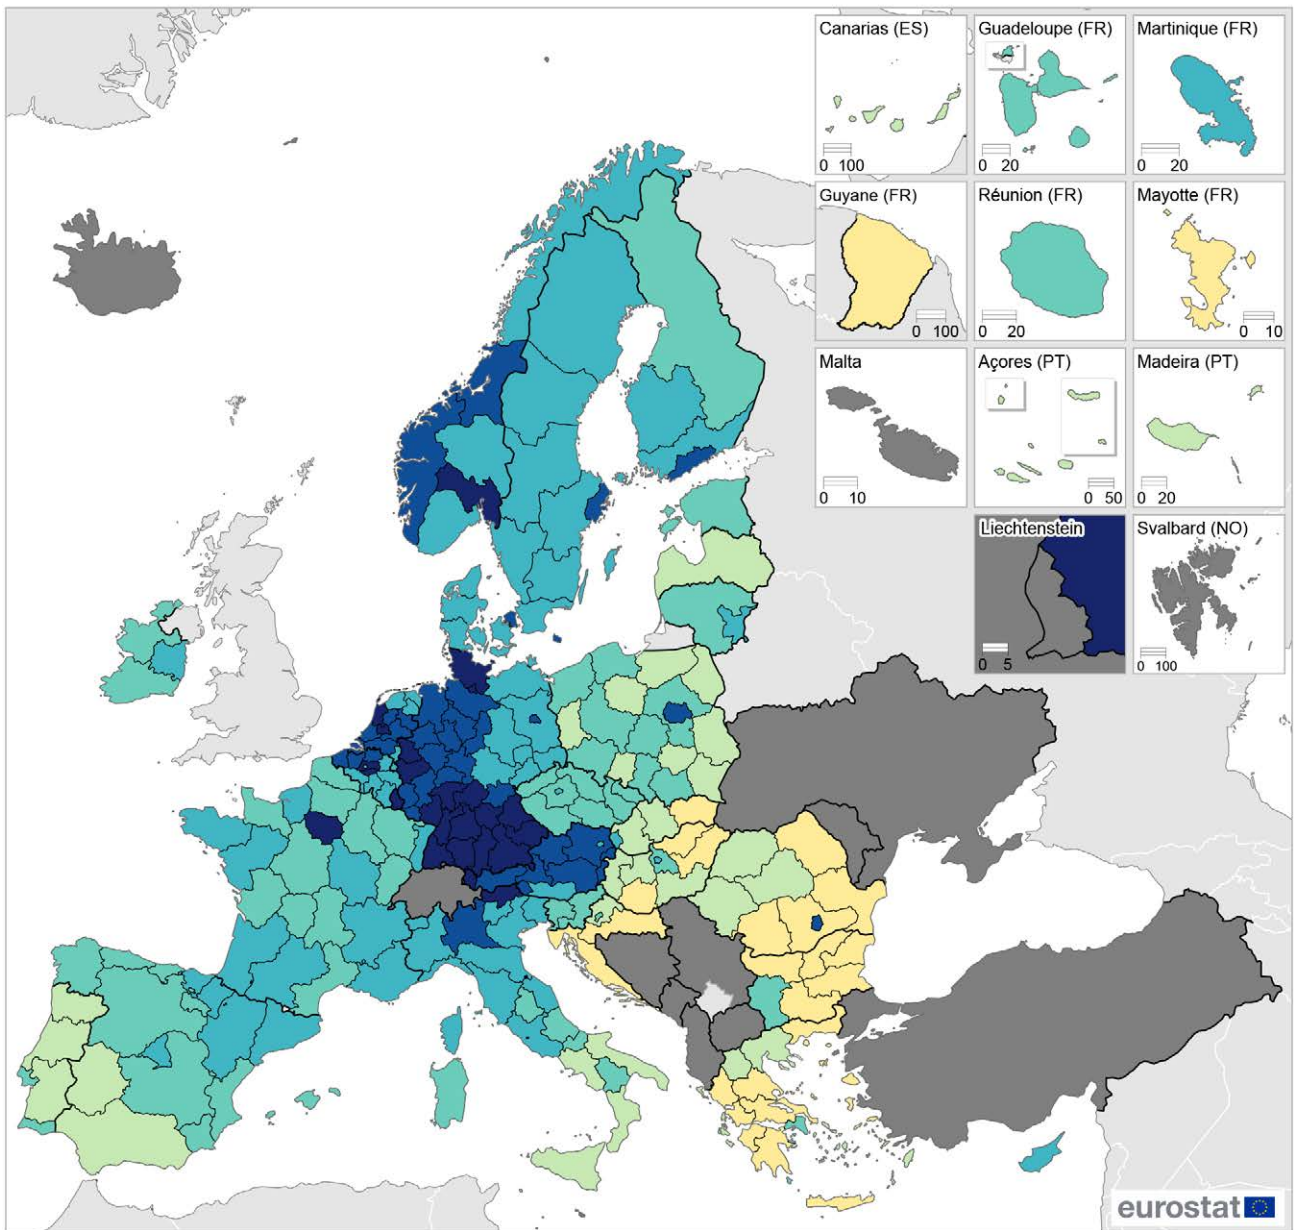 Canarias (ES)
0 100
Guadeloupe (FR)
0 20
Martinique (FR)
0 20
Guyane (FR)
0 100
Réunion (FR)
0 20
Mayotte (FR)
0 10
Malta
0 10
Açores (PT)
0 50
Madeira (PT)
0 20
Liechtenstein
0 5
Svalbard (NO)
0 100
eurostat